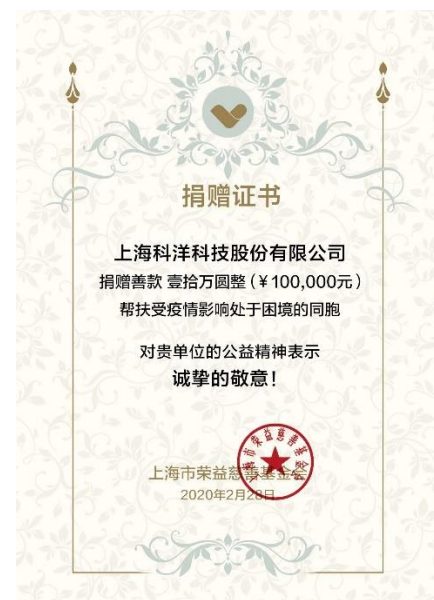 捐赠证书
上海科洋科技股份有限公司
捐赠善款 壹拾万圆整(¥100,000元)
帮扶受疫情影响处于困境的同胞
对贵单位的公益精神表示
诚挚的敬意!
上海市荣益慈善基金会
2020年2月28日